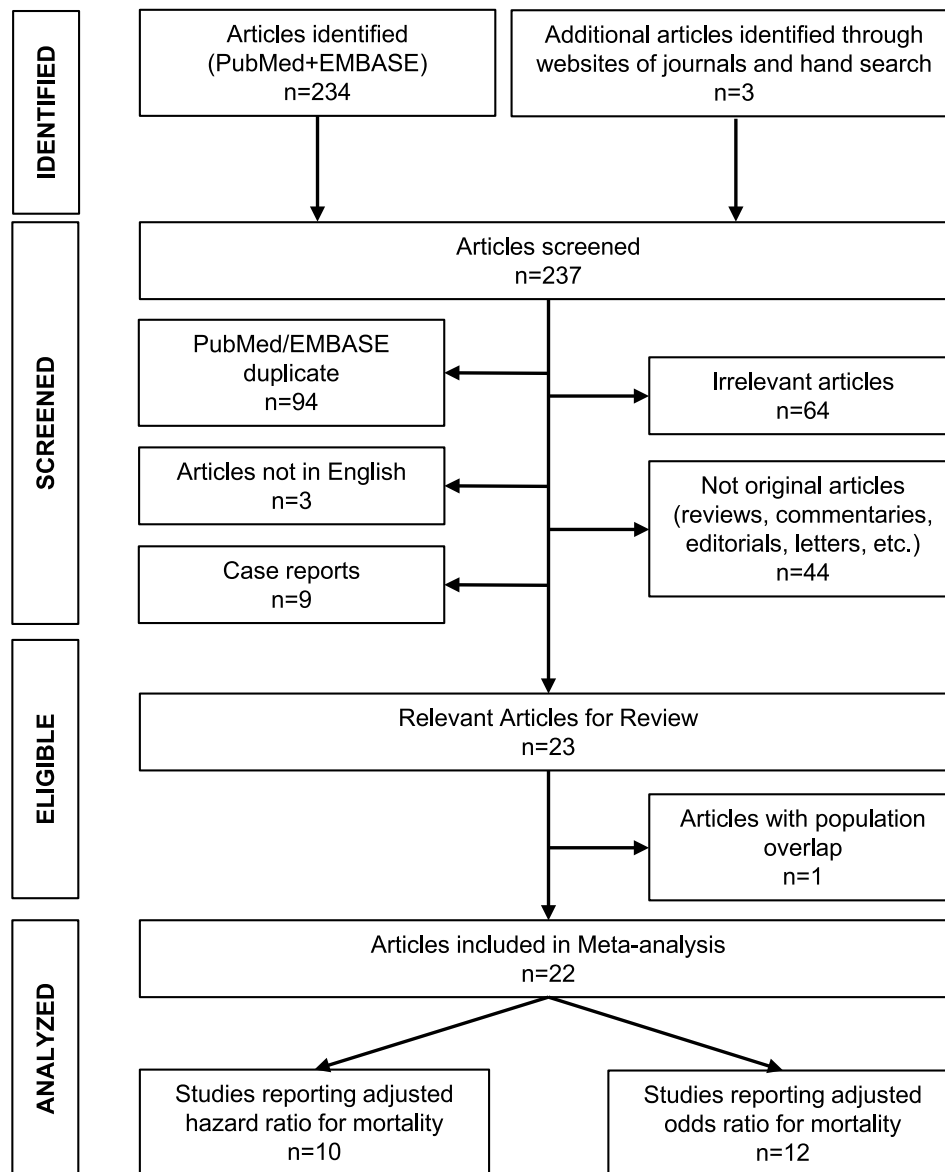 IDENTIFIED
Articles identified
(PubMed+EMBASE)
n=234
Additional articles identified through
websites of journals and hand search
n=3
SCREENED
Articles screened
n=237
PubMed/EMBASE
duplicate
n=94
Irrelevant articles
n=64
Articles not in English
n=3
Not original articles
(reviews, commentaries,
editorials, letters, etc.)
n=44
Case reports
n=9
ELIGIBLE
Relevant Articles for Review
n=23
Articles with population
overlap
n=1
ANALYZED
Articles included in Meta-analysis
n=22
Studies reporting adjusted
hazard ratio for mortality
n=10
Studies reporting adjusted
odds ratio for mortality
n=12